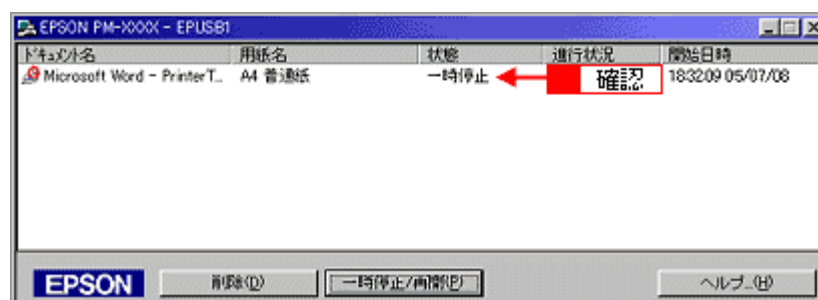 EPSON PM-XXXX - EPUSB1
ドキュメント名 用紙名 状態 進行状況 開始日時
Microsoft Word - PrinterT... A4 普通紙 一時停止 確認 18:32:09 05/07/08
EPSON 削除(D) 一時停止/再開(P) ヘルプ...(H)